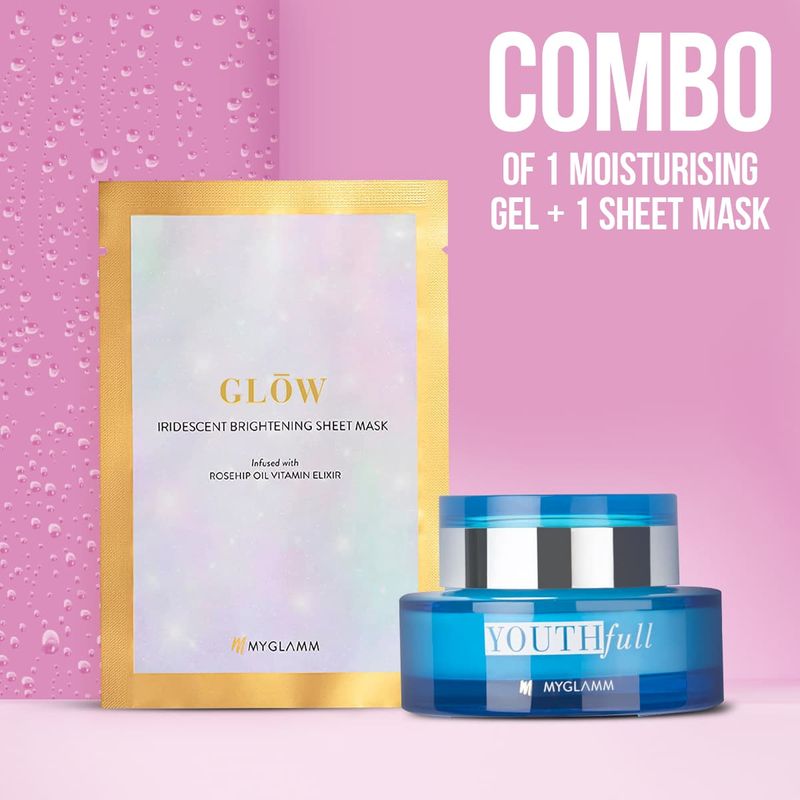 COMBO
OF 1 MOISTURISING
GEL + 1 SHEET MASK
GLŌW
IRIDESCENT BRIGHTENING SHEET MASK
Infused with
ROSEHIP OIL VITAMIN ELIXIR
MYGLAMM
YOUTHfull
MYGLAMM